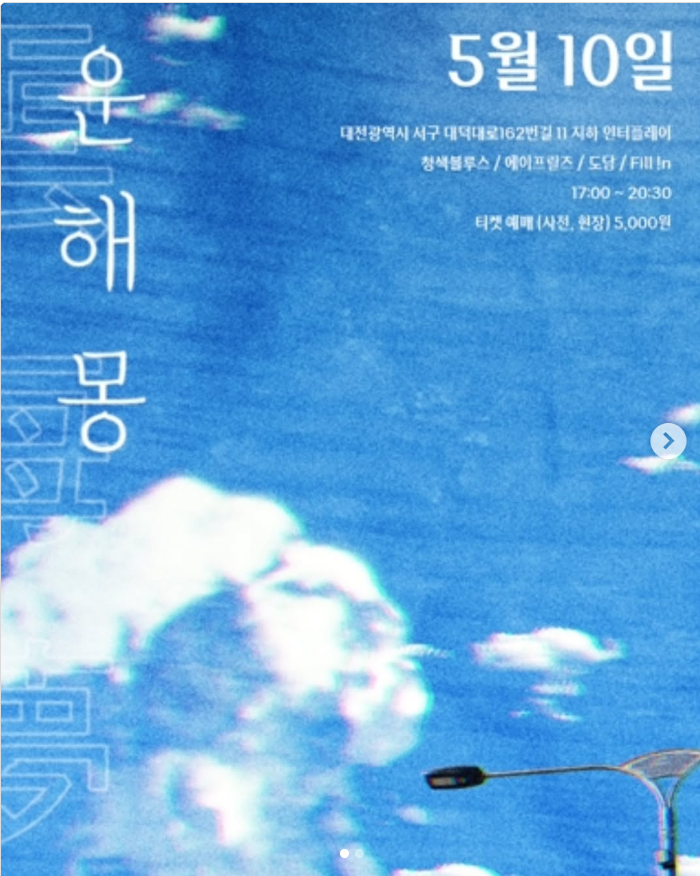 운해몽
5월 10일
대전광역시 서구 대덕대로162번길 11 지하 인터플레이
청색블루스 / 에이프릴즈 / 도담 / Fill !n
17:00 ~ 20:30
티켓 예매 (사전, 현장) 5,000원
雲
海
夢